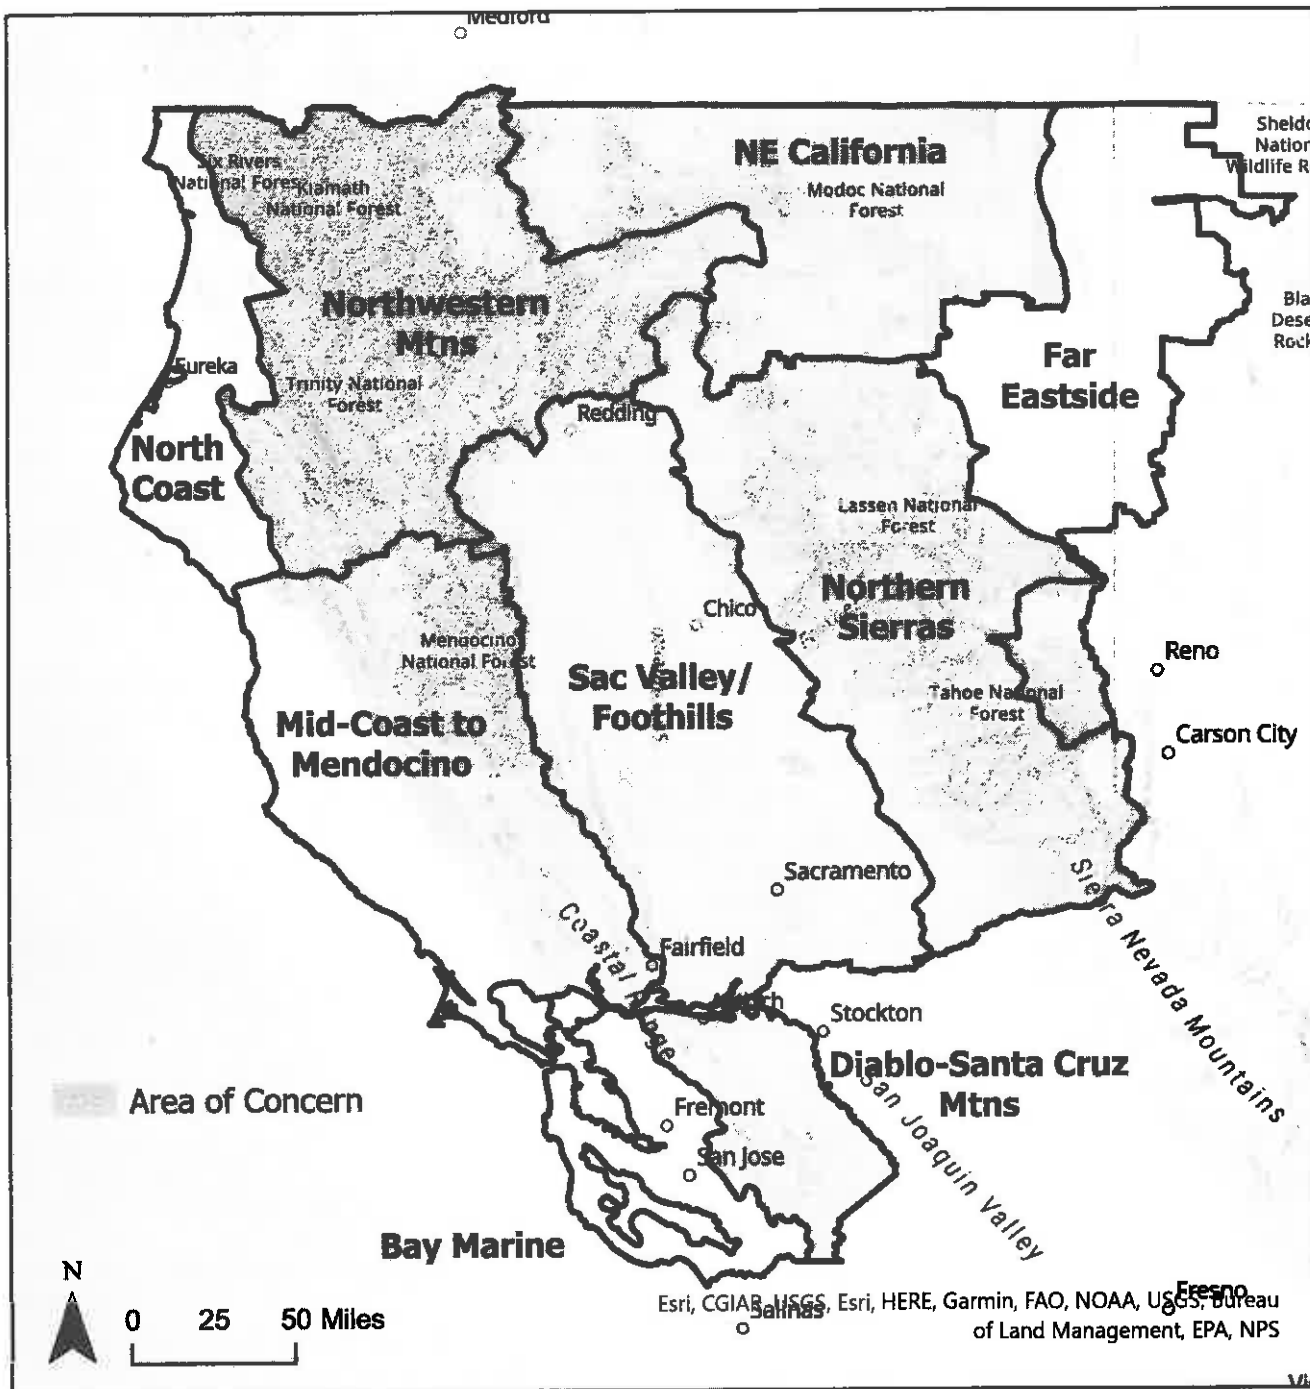 Medford
NE California
Modoc National
Forest
Six Rivers
National Forest
Klamath
National Forest
Northwestern
Mtns
Eureka
Trinity National
Forest
Redding
Far
Eastside
North
Coast
Lassen National
Forest
Northern
Sierras
Chico
Mendocino
National Forest
Sac Valley/
Foothills
Tahoe National
Forest
Reno
Carson City
Mid-Coast to
Mendocino
Sacramento
Sierra Nevada Mountains
Coastal Range
Fairfield
Stockton
Diablo-Santa Cruz
Mtns
San Joaquin Valley
Area of Concern
Fremont
San Jose
Bay Marine
N
0 25 50 Miles
Fresno
Salinas
Esri, CGIAR, USGS, Esri, HERE, Garmin, FAO, NOAA, USGS, Bureau
of Land Management, EPA, NPS